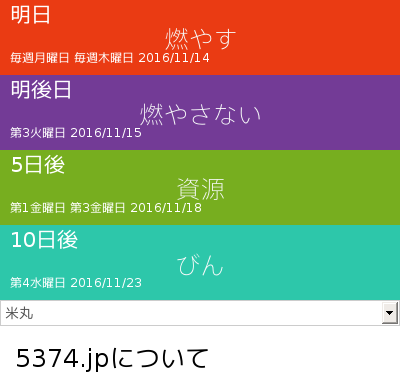 明日
燃やす
毎週月曜日 毎週木曜日 2016/11/14
明後日
燃やさない
第3火曜日 2016/11/15
5日後
資源
第1金曜日 第3金曜日 2016/11/18
10日後
びん
第4水曜日 2016/11/23
米丸
5374.jpについて